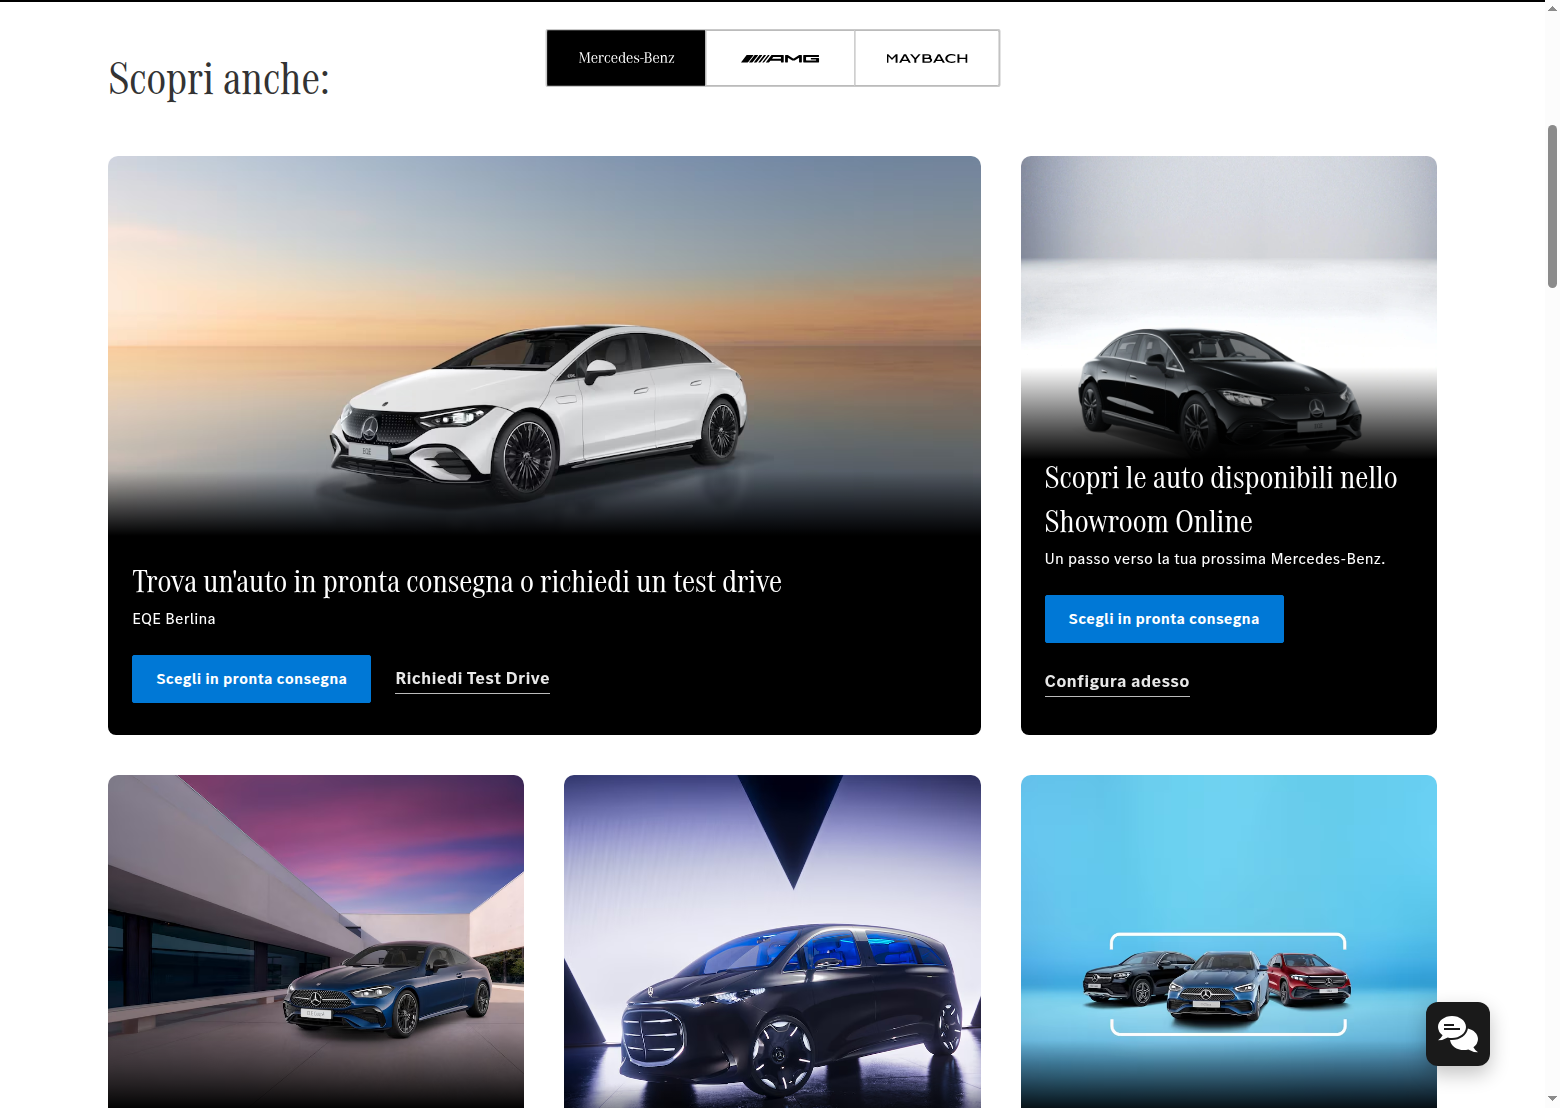 Scopri anche:
Mercedes-Benz
AMG
MAYBACH
Trova un'auto in pronta consegna o richiedi un test drive
EQE Berlina
Scegli in pronta consegna
Richiedi Test Drive
Scopri le auto disponibili nello
Showroom Online
Un passo verso la tua prossima Mercedes-Benz.
Scegli in pronta consegna
Configura adesso